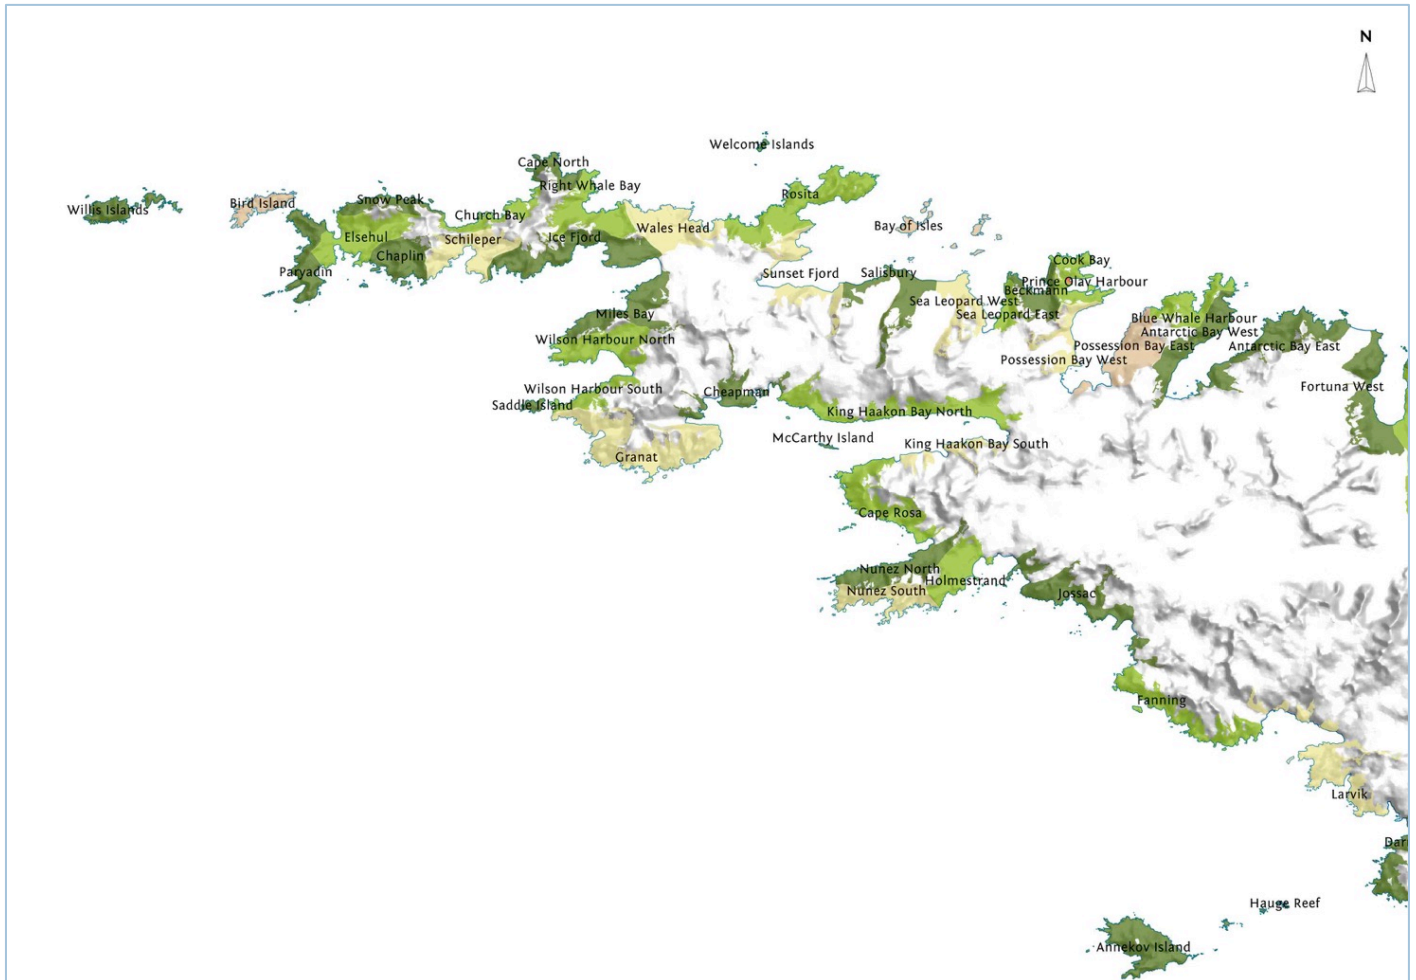 N
Welcome Islands
Cape North
Right Whale Bay
Rosita
Snow Peak
Bird Island
Willis Islands
Church Bay
Bay of Isles
Wales Head
Elsehul
Schileper
Ice Fjord
Chaplin
Cook Bay
Paryadin
Sunset Fjord
Salisbury
Prince Olav Harbour
Beckmann
Sea Leopard West
Sea Leopard East
Miles Bay
Blue Whale Harbour
Antarctic Bay West
Wilson Harbour North
Possession Bay East
Antarctic Bay East
Possession Bay West
Wilson Harbour South
Cheapman
Fortuna West
Saddle Island
King Haakon Bay North
McCarthy Island
King Haakon Bay South
Granat
Cape Rosa
Nunez North
Holmestrand
Nunez South
Jossac
Fanning
Larvik
Dar
Hauge Reef
Annekov Island